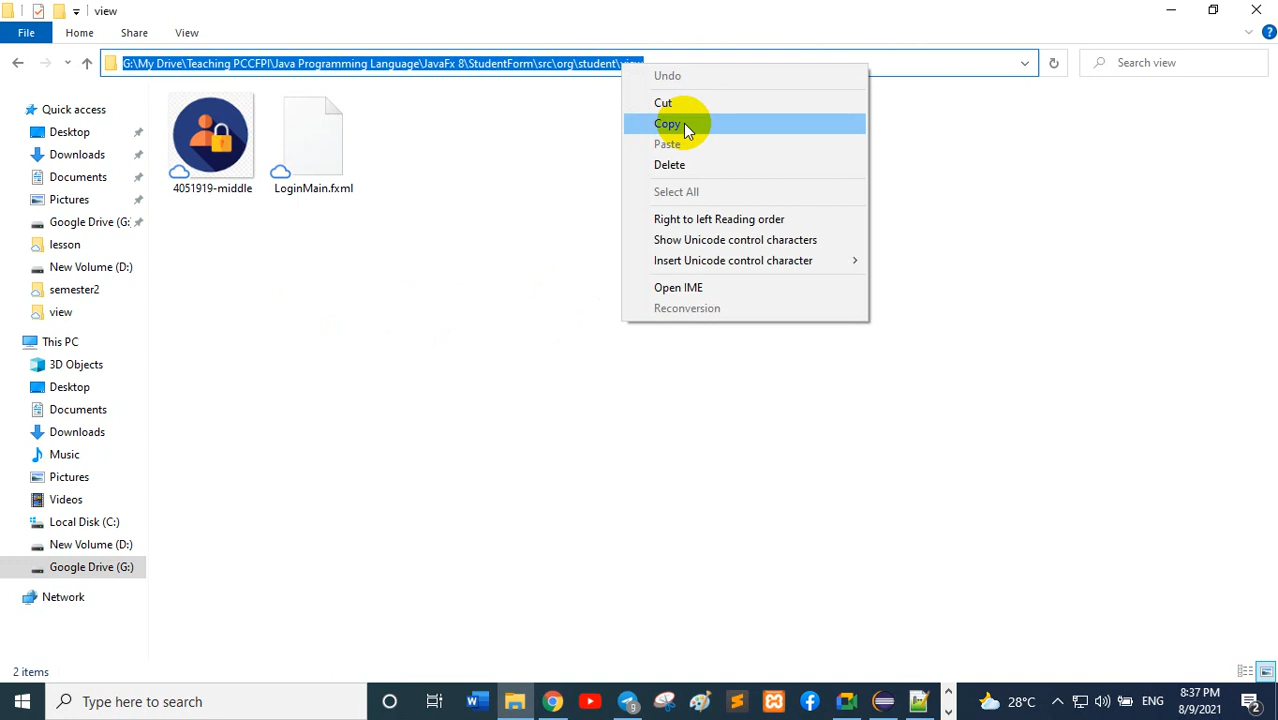 view
File
Home
Share
View
G:\My Drive\Teaching PCCFPI\Java Programming Language\JavaFx 8\StudentForm\src\org\student\view
Search view
Undo
Cut
Copy
Paste
Delete
Select All
Right to left Reading order
Show Unicode control characters
Insert Unicode control character
Open IME
Reconversion
4051919-middle
LoginMain.fxml
Quick access
Desktop
Downloads
Documents
Pictures
Google Drive (G:
lesson
New Volume (D:)
semester2
view
This PC
3D Objects
Desktop
Documents
Downloads
Music
Pictures
Videos
Local Disk (C:)
New Volume (D:)
Google Drive (G:)
Network
2 items
Type here to search
28°C
ENG
8:37 PM
8/9/2021
2